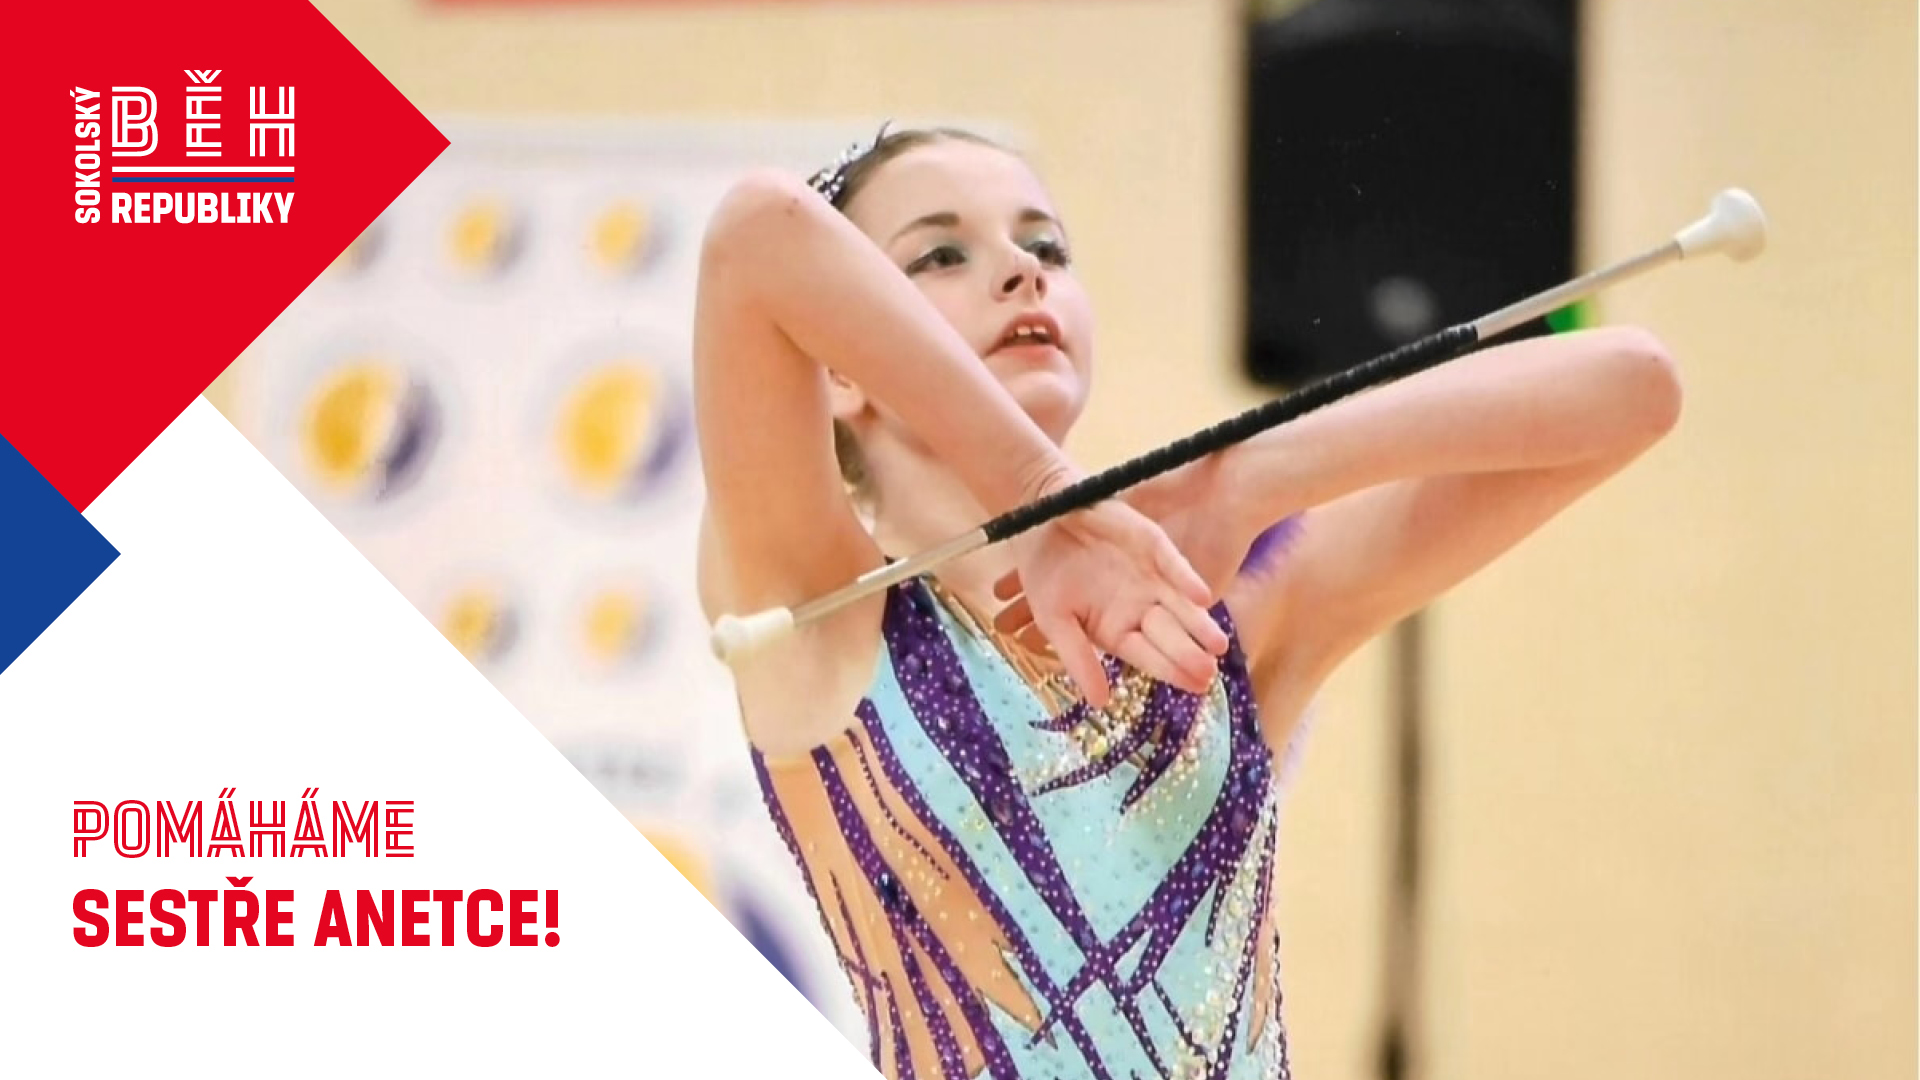 SOKOLSKÝ
BĚH
REPUBLIKY
POMÁHÁME
SESTŘE ANETCE!